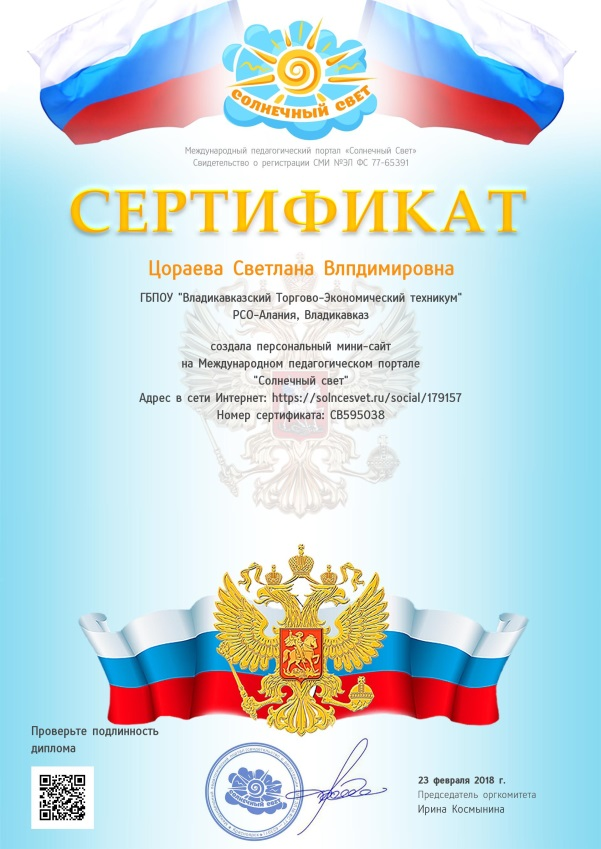 СОЛНЕЧНЫЙ СВЕТ
Международный педагогический портал «Солнечный Свет»
Свидетельство о регистрации СМИ №ЭЛ ФС 77-65391
СЕРТИФИКАТ
Цораева Светлана Влпдимировна
ГБПОУ "Владикавказский Торгово-Экономический техникум"
РСО-Алания, Владикавказ
создала персональный мини-сайт
на Международном педагогическом портале
"Солнечный свет"
Адрес в сети Интернет: https://solncesvet.ru/social/179157
Номер сертификата: СВ595038
Проверьте подлинность
диплома
СОЛНЕЧНЫЙ СВЕТ
23 февраля 2018 г.
Председатель оргкомитета
Ирина Космынина